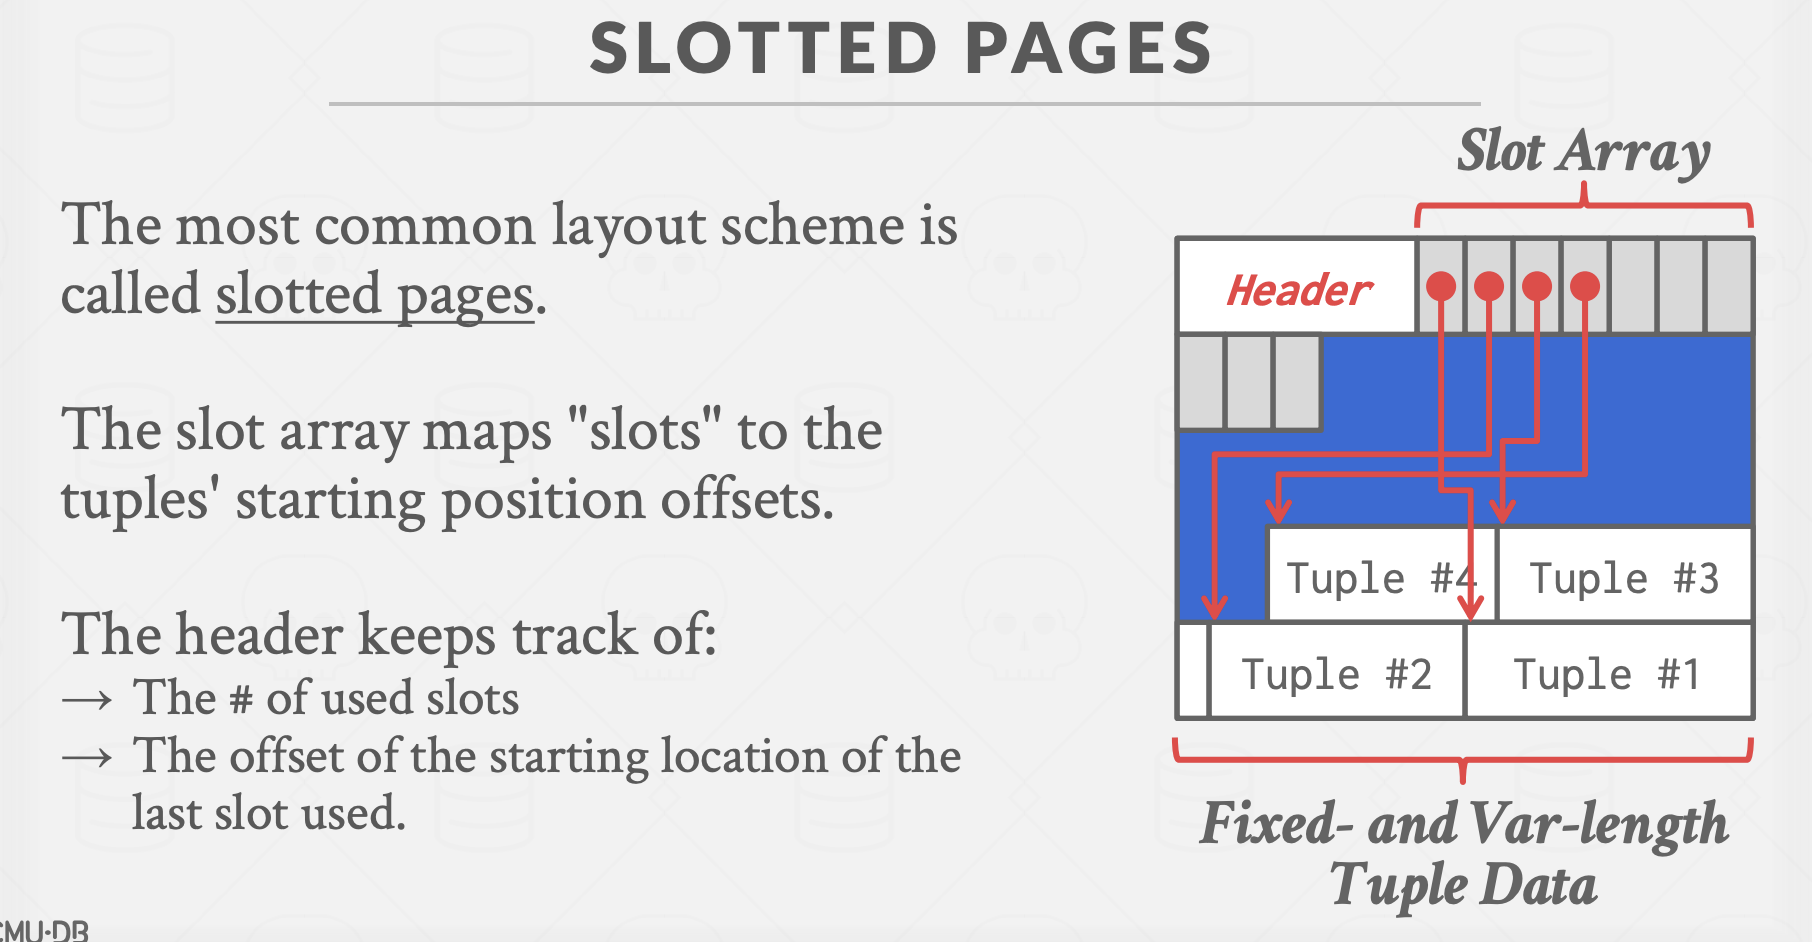 SLOTTED PAGES
The most common layout scheme is
called slotted pages.
The slot array maps "slots" to the
tuples' starting position offsets.
The header keeps track of:
→ The # of used slots
→ The offset of the starting location of the
last slot used.
Slot Array
Header
Tuple #4
Tuple #3
Tuple #2
Tuple #1
Fixed- and Var-length
Tuple Data
CMU·DB